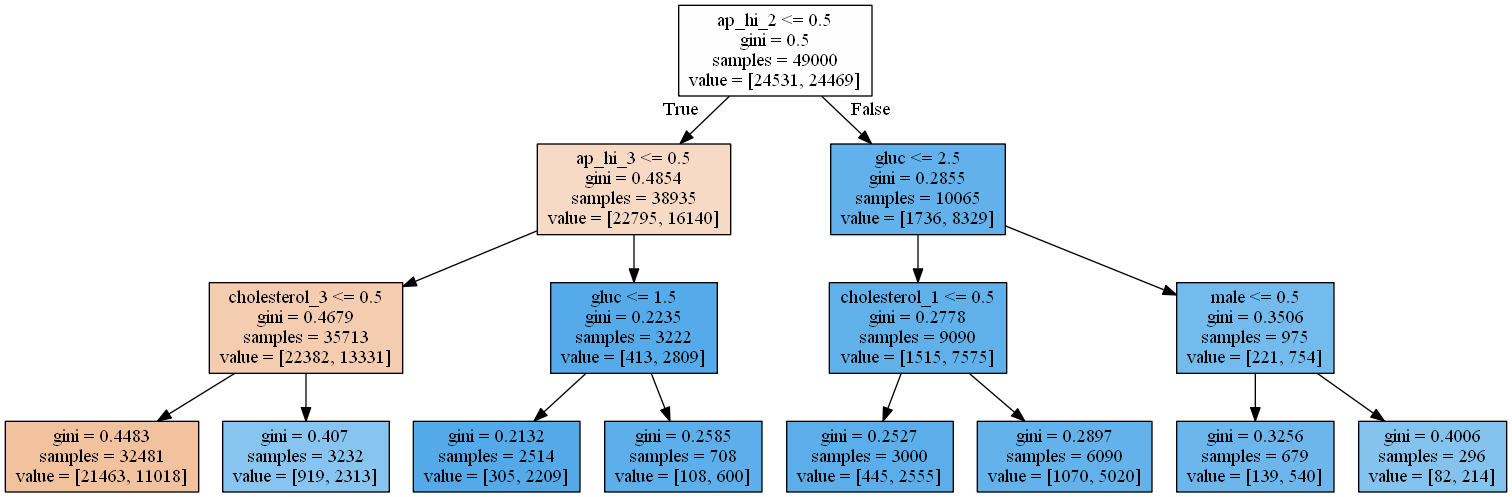 ap_hi_2 <= 0.5
gini = 0.5
samples = 49000
value = [24531, 24469]
True
False
ap_hi_3 <= 0.5
gini = 0.4854
samples = 38935
value = [22795, 16140]
gluc <= 2.5
gini = 0.2855
samples = 10065
value = [1736, 8329]
cholesterol_3 <= 0.5
gini = 0.4679
samples = 35713
value = [22382, 13331]
gluc <= 1.5
gini = 0.2235
samples = 3222
value = [413, 2809]
cholesterol_1 <= 0.5
gini = 0.2778
samples = 9090
value = [1515, 7575]
male <= 0.5
gini = 0.3506
samples = 975
value = [221, 754]
gini = 0.4483
samples = 32481
value = [21463, 11018]
gini = 0.407
samples = 3232
value = [919, 2313]
gini = 0.2132
samples = 2514
value = [305, 2209]
gini = 0.2585
samples = 708
value = [108, 600]
gini = 0.2527
samples = 3000
value = [445, 2555]
gini = 0.2897
samples = 6090
value = [1070, 5020]
gini = 0.3256
samples = 679
value = [139, 540]
gini = 0.4006
samples = 296
value = [82, 214]